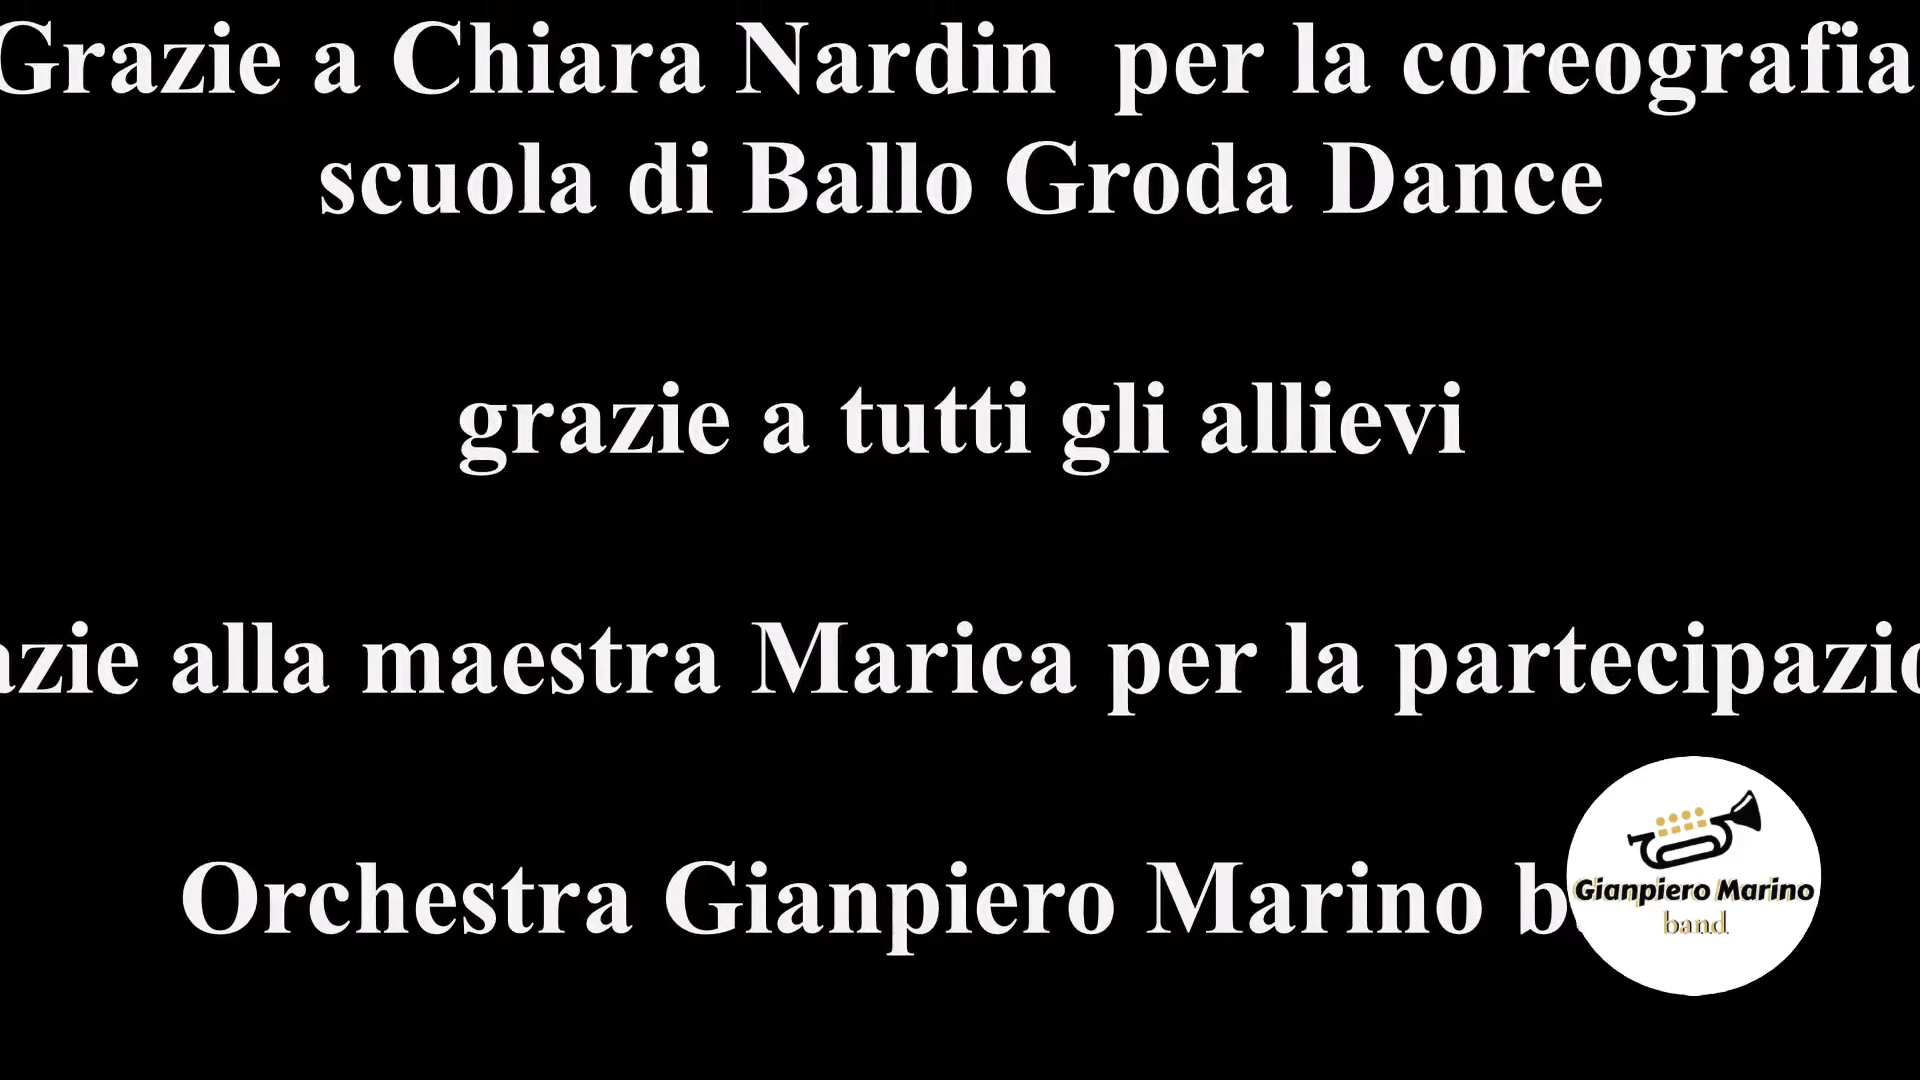 Grazie a Chiara Nardin per la coreografia
scuola di Ballo Groda Dance
grazie a tutti gli allievi
azie alla maestra Marica per la partecipazio
Orchestra Gianpiero Marino b
Gianpiero Marino
band